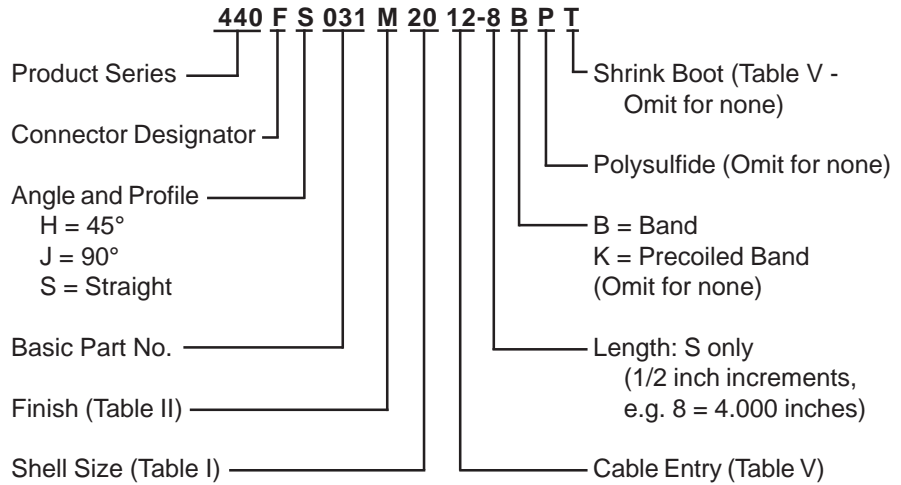 440 F S 031 M 20 12-8 B P T
Product Series
Connector Designator
Angle and Profile
H = 45°
J = 90°
S = Straight
Basic Part No.
Finish (Table II)
Shell Size (Table I)
Shrink Boot (Table V -
Omit for none)
Polysulfide (Omit for none)
B = Band
K = Precoiled Band
(Omit for none)
Length: S only
(1/2 inch increments,
e.g. 8 = 4.000 inches)
Cable Entry (Table V)